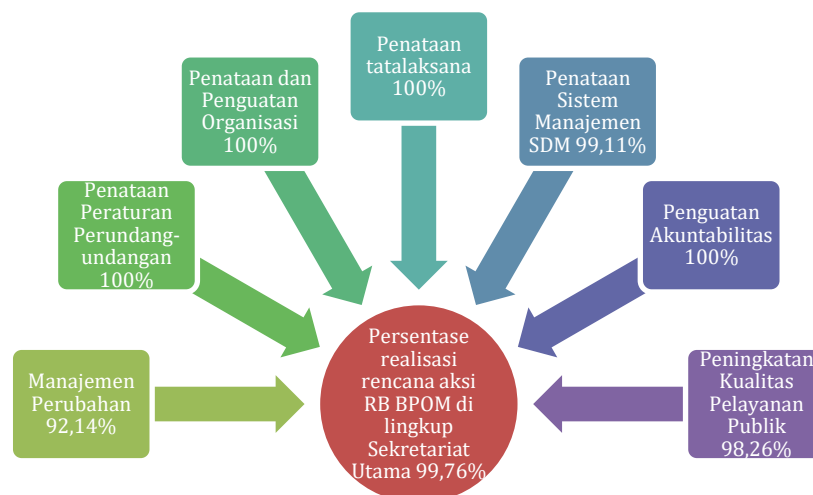 Penataan
tatalaksana
100%
Penataan dan
Penguatan
Organisasi
100%
Penataan
Sistem
Manajemen
SDM 99,11%
Penataan
Peraturan
Perundang-
undangan
100%
Penguatan
Akuntabilitas
100%
Manajemen
Perubahan
92,14%
Persentase
realisasi
rencana aksi
RB BPOM di
lingkup
Sekretariat
Utama 99,76%
Peningkatan
Kualitas
Pelayanan
Publik
98,26%